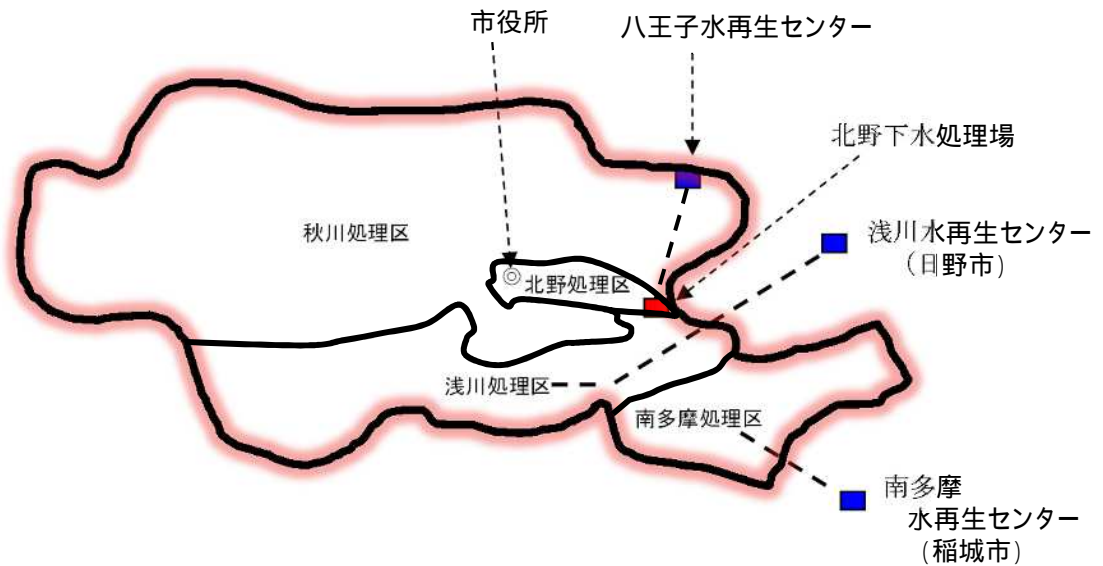 市役所
八王子水再生センター
北野下水処理場
浅川水再生センター
（日野市）
秋川処理区
北野処理区
浅川処理区
南多摩処理区
南多摩
水再生センター
（稲城市）